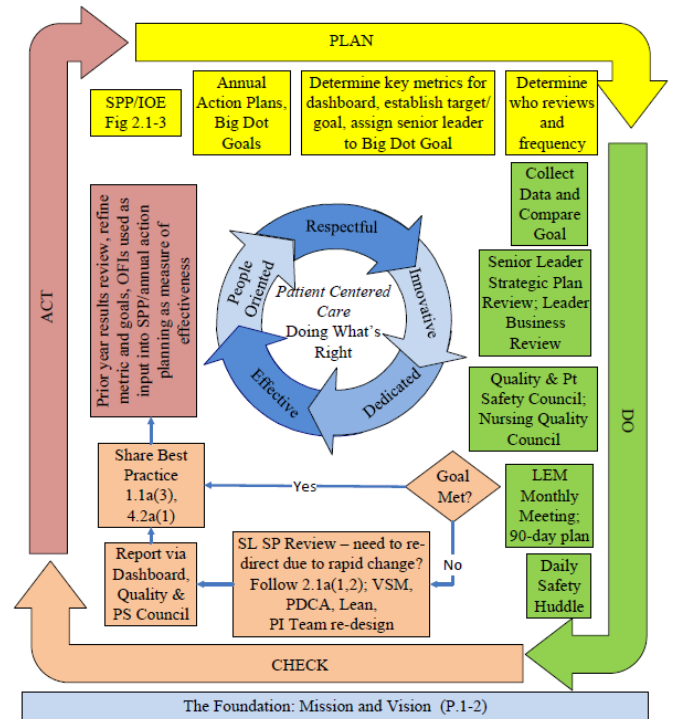 PLAN
SPP/IOE
Fig 2.1-3
Annual
Action Plans,
Big Dot
Goals
Determine key metrics for
dashboard, establish target/
goal, assign senior leader
to Big Dot Goal
Determine
who reviews
and
frequency
DO
Collect
Data and
Compare
Goal
Senior Leader
Strategic Plan
Review; Leader
Business
Review
Quality & Pt
Safety Council;
Nursing Quality
Council
LEM
Monthly
Meeting;
90-day plan
Daily
Safety
Huddle
CHECK
Goal
Met?
Yes
No
SL SP Review – need to re-
direct due to rapid change?
Follow 2.1a(1,2); VSM,
PDCA, Lean,
PI Team re-design
Report via
Dashboard,
Quality &
PS Council
Share Best
Practice
1.1a(3),
4.2a(1)
ACT
Prior year results review, refine
metric and goals, OFIs used as
input into SPP/annual action
planning as measure of
effectiveness
Respectful
Innovative
Dedicated
Effective
People
Oriented
Patient Centered
Care
Doing What's
Right
The Foundation: Mission and Vision (P.1-2)